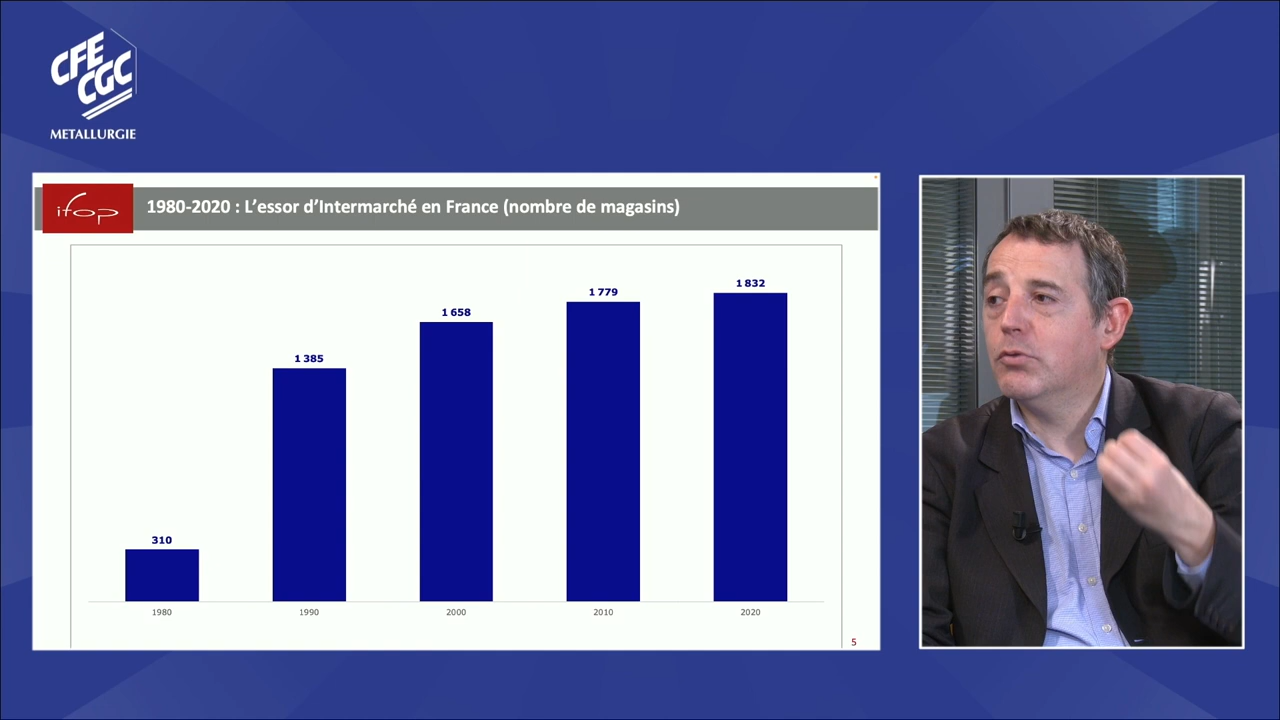 CFE
CGC
METALLURGIE
ifop
1980-2020 : L’essor d’Intermarché en France (nombre de magasins)
310
1 385
1 658
1 779
1 832
1980
1990
2000
2010
2020
5